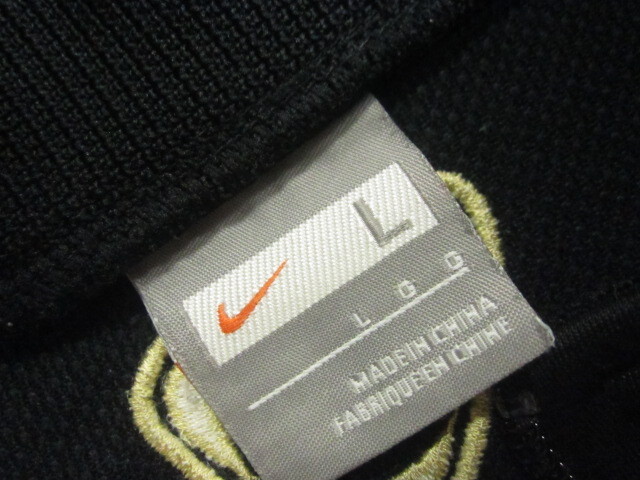 L
L G G
MADE IN CHINA
FABRIQUE EN CHINE